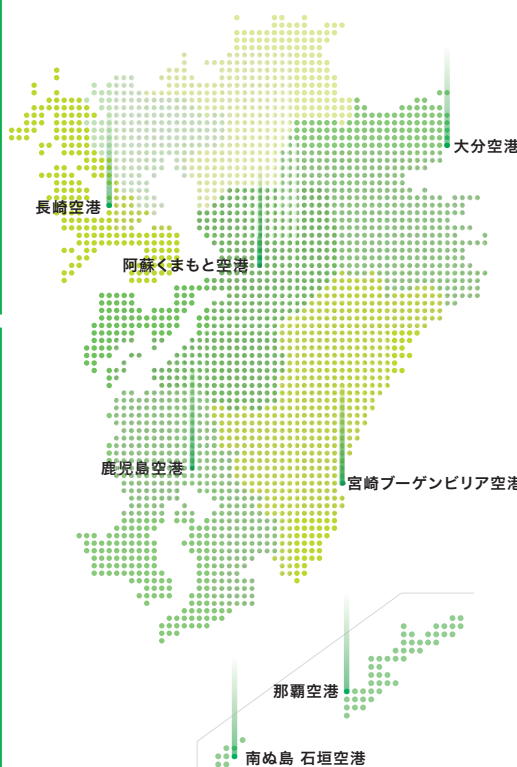 大分空港
長崎空港
阿蘇くまもと空港
鹿児島空港
宮崎ブーゲンビリア空港
那覇空港
南ぬ島 石垣空港